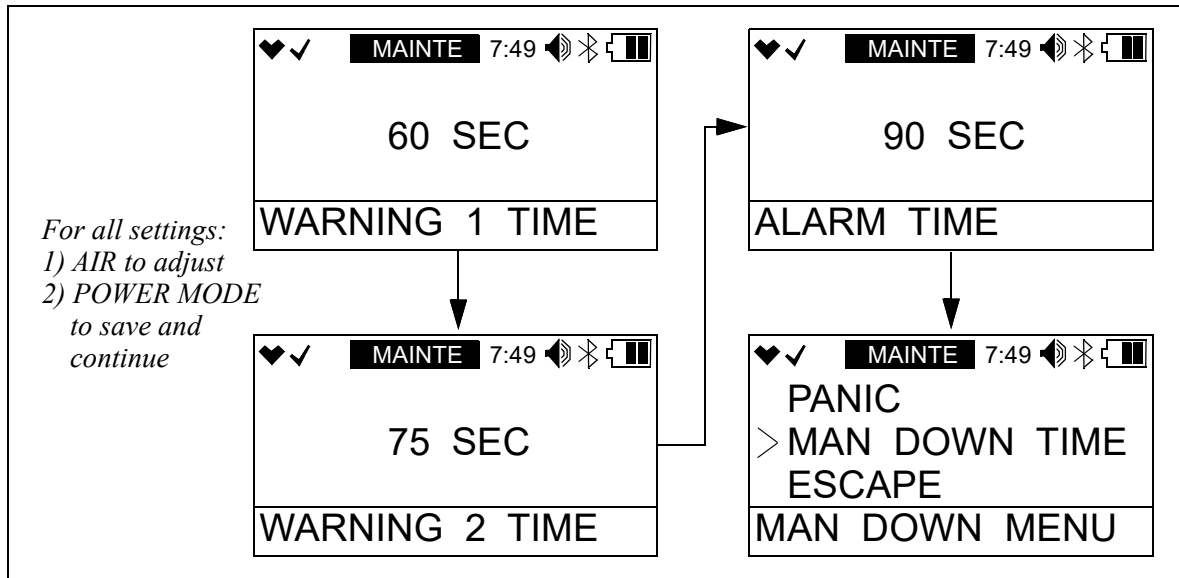 For all settings:
1) AIR to adjust
2) POWER MODE
to save and
continue
MAINTE 7:49
60 SEC
WARNING 1 TIME
MAINTE 7:49
75 SEC
WARNING 2 TIME
MAINTE 7:49
90 SEC
ALARM TIME
MAINTE 7:49
PANIC
>MAN DOWN TIME
ESCAPE
MAN DOWN MENU